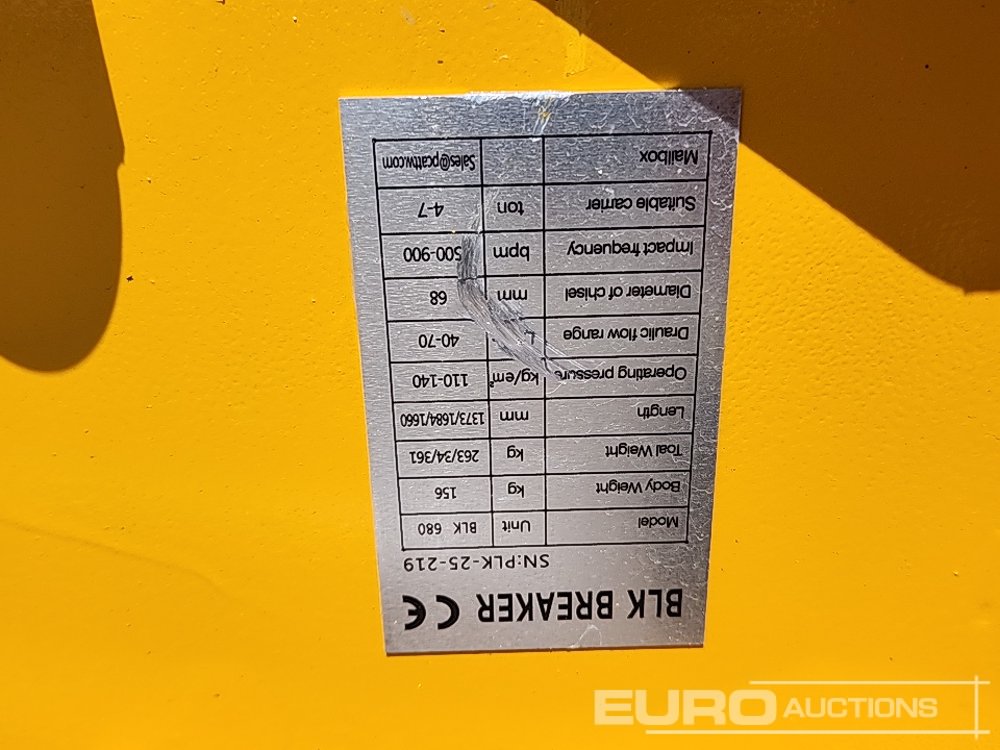 BLK BREAKER CE
SN:PLK-25-219
Model Unit BLK 680
Body Weight kg 156
Toal Weight kg 263/34/361
Length mm 1373/1684/1660
Operating pressure kg/em² 110-140
Draulic flow range 40-70
Diameter of chisel mm 68
Impact frequency bpm 500-900
Suitable carrier ton 4-7
Mailbox Sales@pcattw.com
EURO AUCTIONS